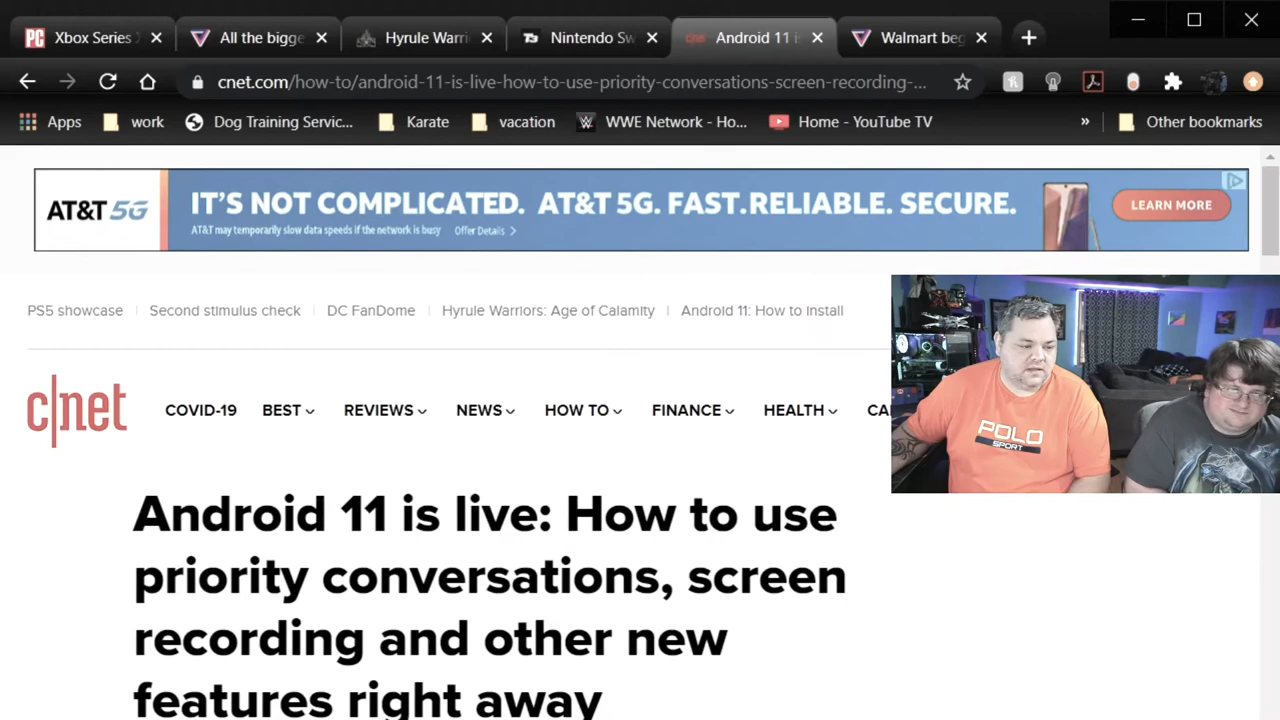 Xbox Series
All the bigge
Hyrule Warri
Nintendo Sw
Android 11 i
Walmart beg
cnet.com/how-to/android-11-is-live-how-to-use-priority-conversations-screen-recording-...
Apps
work
Dog Training Servic...
Karate
vacation
WWE Network - Ho...
Home - YouTube TV
»
Other bookmarks
AT&T 5G
IT'S NOT COMPLICATED. AT&T 5G. FAST.RELIABLE. SECURE.
AT&T may temporarily slow data speeds if the network is busy Offer Details >
LEARN MORE
PS5 showcase | Second stimulus check | DC FanDome | Hyrule Warriors: Age of Calamity | Android 11: How to install
c|net
COVID-19 BEST REVIEWS NEWS HOW TO FINANCE HEALTH CA
POLO
SPORT
Android 11 is live: How to use
priority conversations, screen
recording and other new
features right away